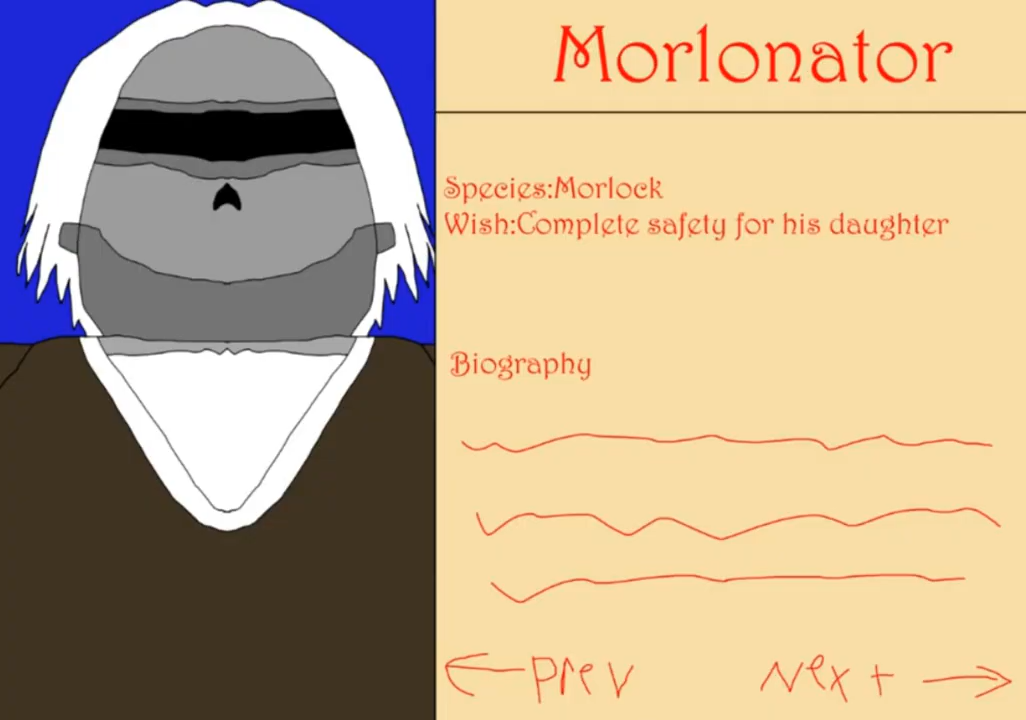 Morlonator
Species:Morlock
Wish:Complete safety for his daughter
Biography
prev
Next